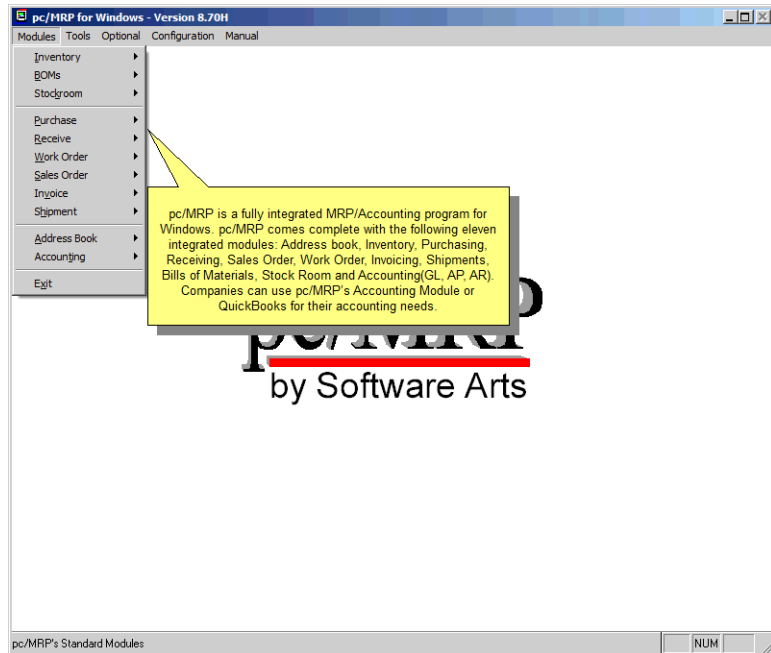 pc/MRP for Windows - Version 8.70H
Modules Tools Optional Configuration Manual
Inventory
BOMs
Stockroom
Purchase
Receive
Work Order
Sales Order
Invoice
Shipment
Address Book
Accounting
Exit
pc/MRP is a fully integrated MRP/Accounting program for
Windows. pc/MRP comes complete with the following eleven
integrated modules: Address book, Inventory, Purchasing,
Receiving, Sales Order, Work Order, Invoicing, Shipments,
Bills of Materials, Stock Room and Accounting(GL, AP, AR).
Companies can use pc/MRP's Accounting Module or
QuickBooks for their accounting needs.
pc/MRP
by Software Arts
pc/MRP's Standard Modules
NUM